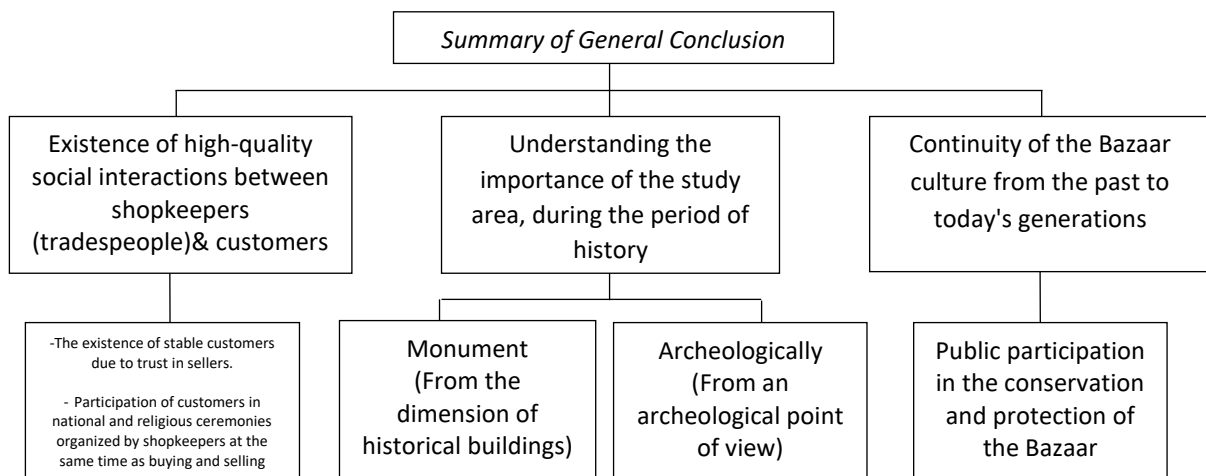 Summary of General Conclusion
Existence of high-quality
social interactions between
shopkeepers
(tradespeople)& customers
Understanding the
importance of the study
area, during the period of
history
Continuity of the Bazaar
culture from the past to
today's generations
-The existence of stable customers
due to trust in sellers.
- Participation of customers in
national and religious ceremonies
organized by shopkeepers at the
same time as buying and selling
Monument
(From the
dimension of
historical buildings)
Archeologically
(From an
archeological point
of view)
Public participation
in the conservation
and protection of
the Bazaar